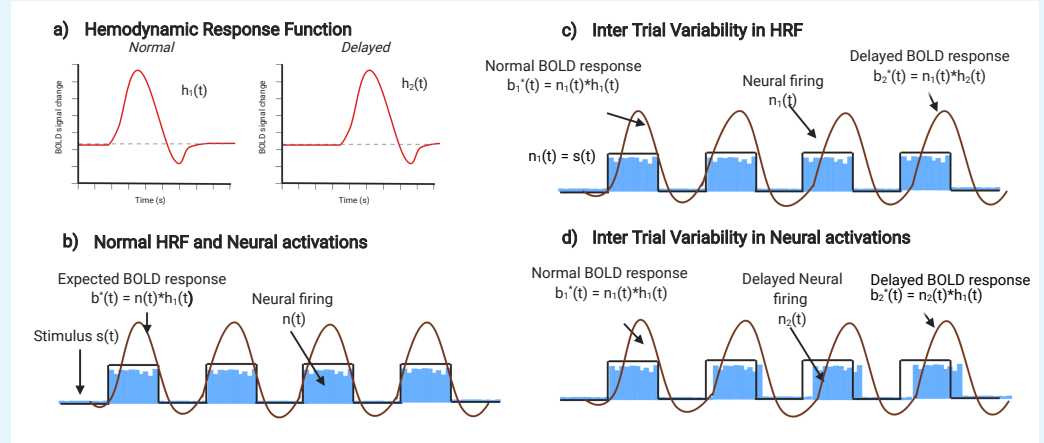 a) Hemodynamic Response Function
Normal
Delayed
BOLD signal change
h₁(t)
Time (s)
BOLD signal change
h₂(t)
Time (s)
b) Normal HRF and Neural activations
Expected BOLD response
b*(t) = n(t)*h₁(t)
Neural firing
n(t)
Stimulus s(t)
c) Inter Trial Variability in HRF
Normal BOLD response
b₁*(t) = n₁(t)*h₁(t)
Neural firing
n₁(t)
Delayed BOLD response
b₂*(t) = n₁(t)*h₂(t)
n₁(t) = s(t)
d) Inter Trial Variability in Neural activations
Normal BOLD response
b₁*(t) = n₁(t)*h₁(t)
Delayed Neural
firing
n₂(t)
Delayed BOLD response
b₂*(t) = n₂(t)*h₁(t)